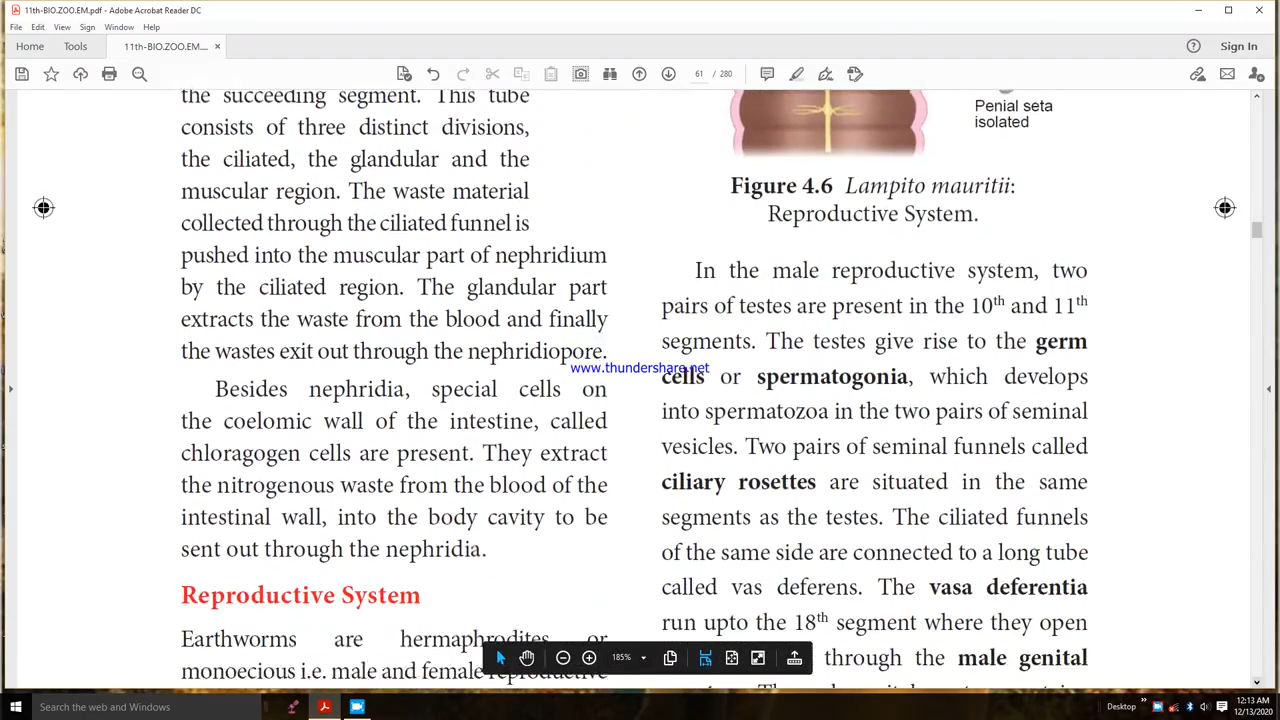 11th-BIO.ZOO.EM.pdf - Adobe Acrobat Reader DC
File Edit View Sign Window Help
Home Tools 11th-BIO.ZOO.EM.... × Sign In
61 / 280
the succeeding segment. This tube
consists of three distinct divisions,
the ciliated, the glandular and the
muscular region. The waste material
collected through the ciliated funnel is
pushed into the muscular part of nephridium
by the ciliated region. The glandular part
extracts the waste from the blood and finally
the wastes exit out through the nephridiopore.
Besides nephridia, special cells on
the coelomic wall of the intestine, called
chloragogen cells are present. They extract
the nitrogenous waste from the blood of the
intestinal wall, into the body cavity to be
sent out through the nephridia.
Reproductive System
Earthworms are hermaphrodites or
monoecious i.e. male and female reproductive
Penial seta
isolated
Figure 4.6 Lampito mauritii:
Reproductive System.
In the male reproductive system, two
pairs of testes are present in the 10th and 11th
segments. The testes give rise to the germ
cells or spermatogonia, which develops
into spermatozoa in the two pairs of seminal
vesicles. Two pairs of seminal funnels called
ciliary rosettes are situated in the same
segments as the testes. The ciliated funnels
of the same side are connected to a long tube
called vas deferens. The vasa deferentia
run upto the 18th segment where they open
through the male genital
www.thundershare.net
185%
Search the web and Windows
Desktop
12:13 AM
12/13/2020